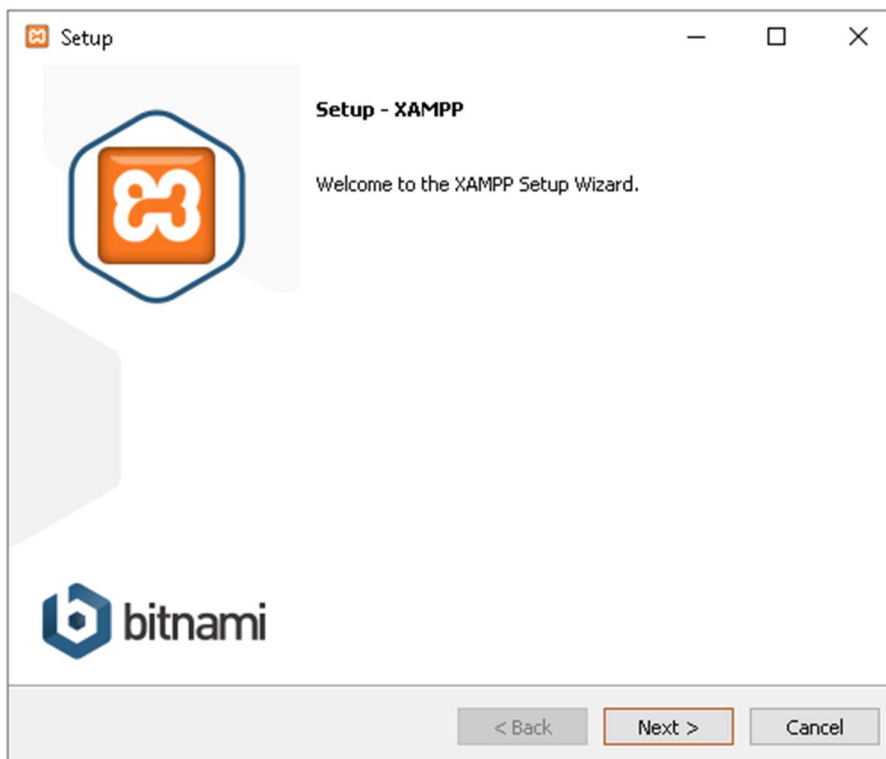 Setup
Setup - XAMPP
Welcome to the XAMPP Setup Wizard.
bitnami
< Back
Next >
Cancel